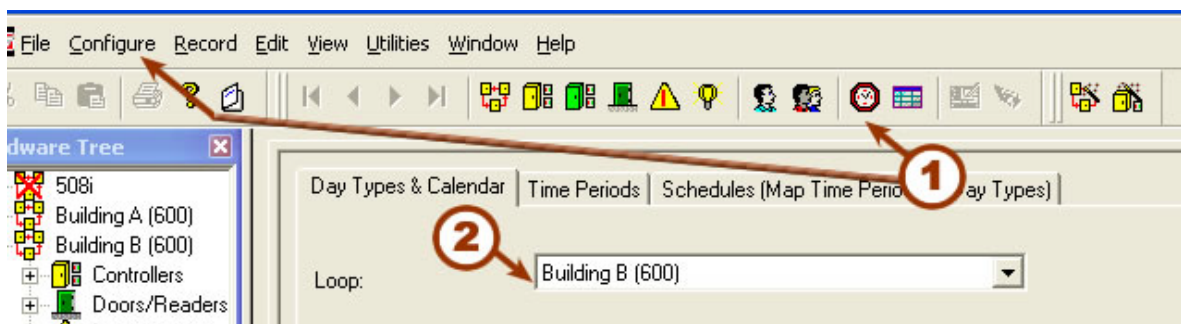 File Configure Record Edit View Utilities Window Help
dware Tree
508i
Building A (600)
Building B (600)
Controllers
Doors/Readers
Day Types & Calendar Time Periods Schedules (Map Time Perio ay Types)
1
2
Loop: Building B (600)